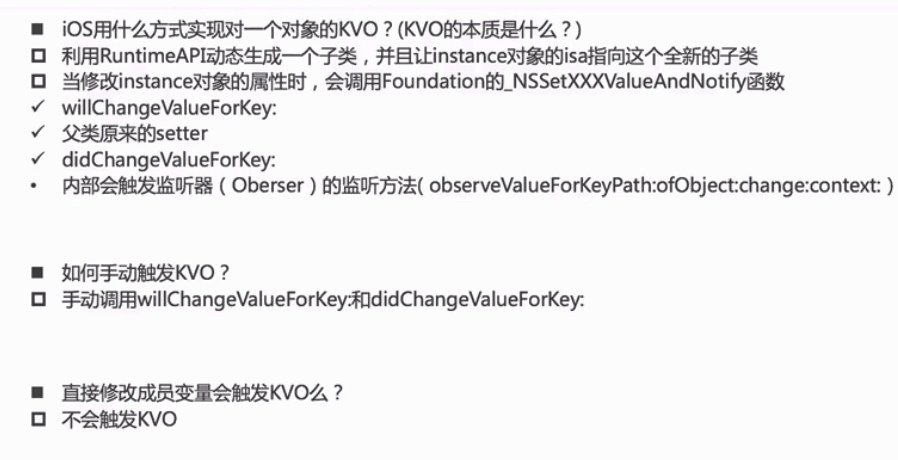 ■ iOS用什么方式实现对一个对象的KVO？(KVO的本质是什么？)
□ 利用RuntimeAPI动态生成一个子类，并且让instance对象的isa指向这个全新的子类
□ 当修改instance对象的属性时，会调用Foundation的_NSSetXXXValueAndNotify函数
✓ willChangeValueForKey:
✓ 父类原来的setter
✓ didChangeValueForKey:
• 内部会触发监听器（Oberser）的监听方法( observeValueForKeyPath:ofObject:change:context:）
■ 如何手动触发KVO？
□ 手动调用willChangeValueForKey:和didChangeValueForKey:
■ 直接修改成员变量会触发KVO么？
□ 不会触发KVO